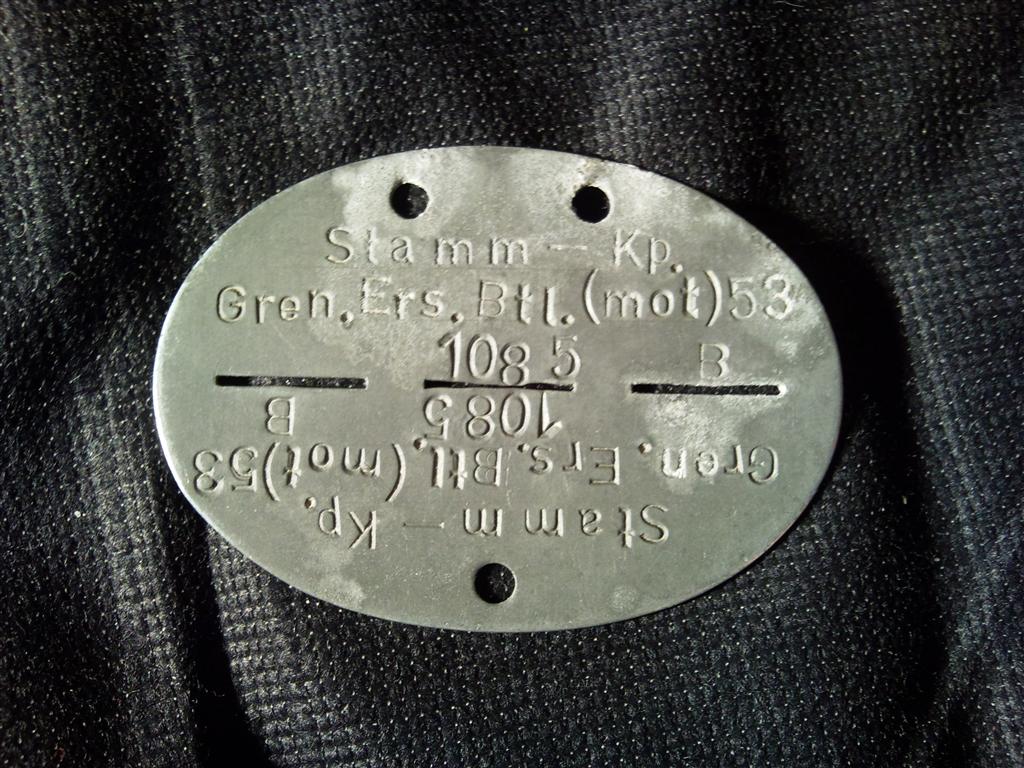 Stamm - Kp.
Gren. Ers. Btl. (mot) 53
1085 B
1085 B
Gren. Ers. Btl. (mot) 53
Stamm - Kp.